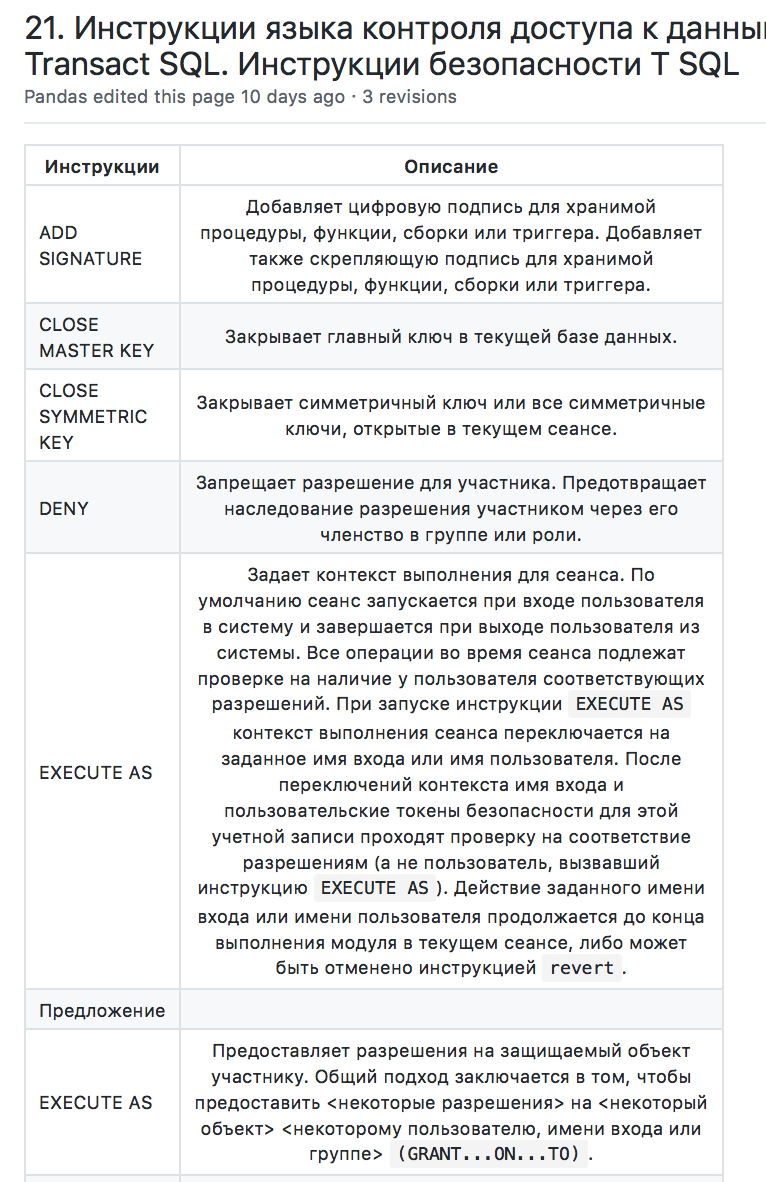 21. Инструкции языка контроля доступа к данны
Transact SQL. Инструкции безопасности T SQL
Pandas edited this page 10 days ago · 3 revisions
Инструкции
Описание
ADD
SIGNATURE
Добавляет цифровую подпись для хранимой
процедуры, функции, сборки или триггера. Добавляет
также скрепляющую подпись для хранимой
процедуры, функции, сборки или триггера.
CLOSE
MASTER KEY
Закрывает главный ключ в текущей базе данных.
CLOSE
SYMMETRIC
KEY
Закрывает симметричный ключ или все симметричные
ключи, открытые в текущем сеансе.
DENY
Запрещает разрешение для участника. Предотвращает
наследование разрешения участником через его
членство в группе или роли.
EXECUTE AS
Задает контекст выполнения для сеанса. По
умолчанию сеанс запускается при входе пользователя
в систему и завершается при выходе пользователя из
системы. Все операции во время сеанса подлежат
проверке на наличие у пользователя соответствующих
разрешений. При запуске инструкции EXECUTE AS
контекст выполнения сеанса переключается на
заданное имя входа или имя пользователя. После
переключений контекста имя входа и
пользовательские токены безопасности для этой
учетной записи проходят проверку на соответствие
разрешениям (а не пользователь, вызвавший
инструкцию EXECUTE AS ). Действие заданного имени
входа или имени пользователя продолжается до конца
выполнения модуля в текущем сеансе, либо может
быть отменено инструкцией revert .
Предложение
EXECUTE AS
Предоставляет разрешения на защищаемый объект
участнику. Общий подход заключается в том, чтобы
предоставить <некоторые разрешения> на <некоторый
объект> <некоторому пользователю, имени входа или
группе> (GRANT...ON...TO) .